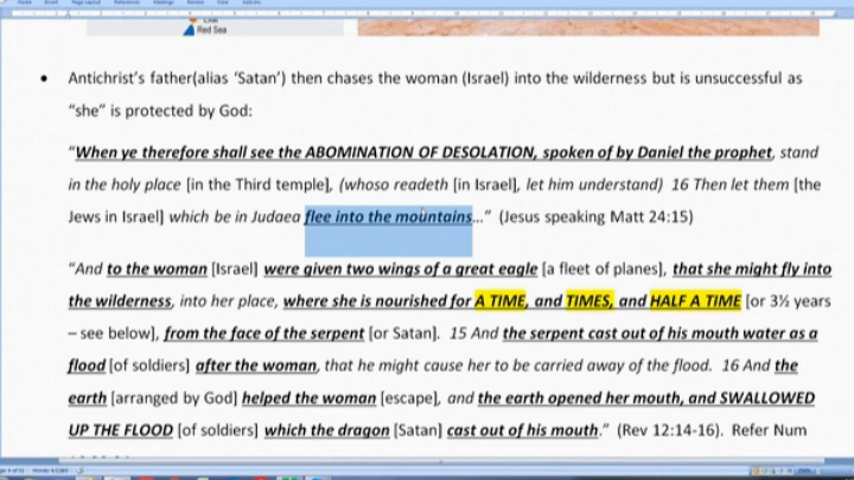 Home Insert Page Layout References Mailings Review View Add-Ins
Red Sea
• Antichrist's father(alias 'Satan') then chases the woman (Israel) into the wilderness but is unsuccessful as
"she" is protected by God:
"When ye therefore shall see the ABOMINATION OF DESOLATION, spoken of by Daniel the prophet, stand
in the holy place [in the Third temple], (whoso readeth [in Israel], let him understand) 16 Then let them [the
Jews in Israel] which be in Judaea flee into the mountains…" (Jesus speaking Matt 24:15)
"And to the woman [Israel] were given two wings of a great eagle [a fleet of planes], that she might fly into
the wilderness, into her place, where she is nourished for A TIME, and TIMES, and HALF A TIME [or 3½ years
– see below], from the face of the serpent [or Satan]. 15 And the serpent cast out of his mouth water as a
flood [of soldiers] after the woman, that he might cause her to be carried away of the flood. 16 And the
earth [arranged by God] helped the woman [escape], and the earth opened her mouth, and SWALLOWED
UP THE FLOOD [of soldiers] which the dragon [Satan] cast out of his mouth." (Rev 12:14-16). Refer Num